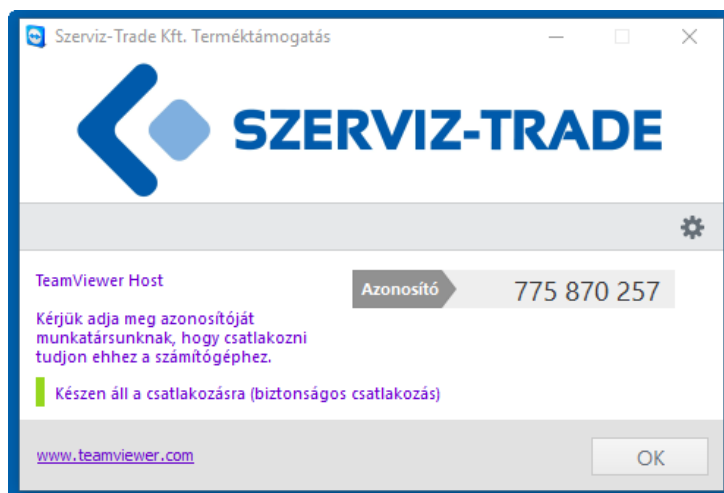 Szerviz-Trade Kft. Terméktámogatás
SZERVIZ-TRADE
TeamViewer Host
Azonosító
775 870 257
Kérjük adja meg azonosítóját
munkatársunknak, hogy csatlakozni
tudjon ehhez a számítógéphez.
Készen áll a csatlakozásra (biztonságos csatlakozás)
www.teamviewer.com
OK